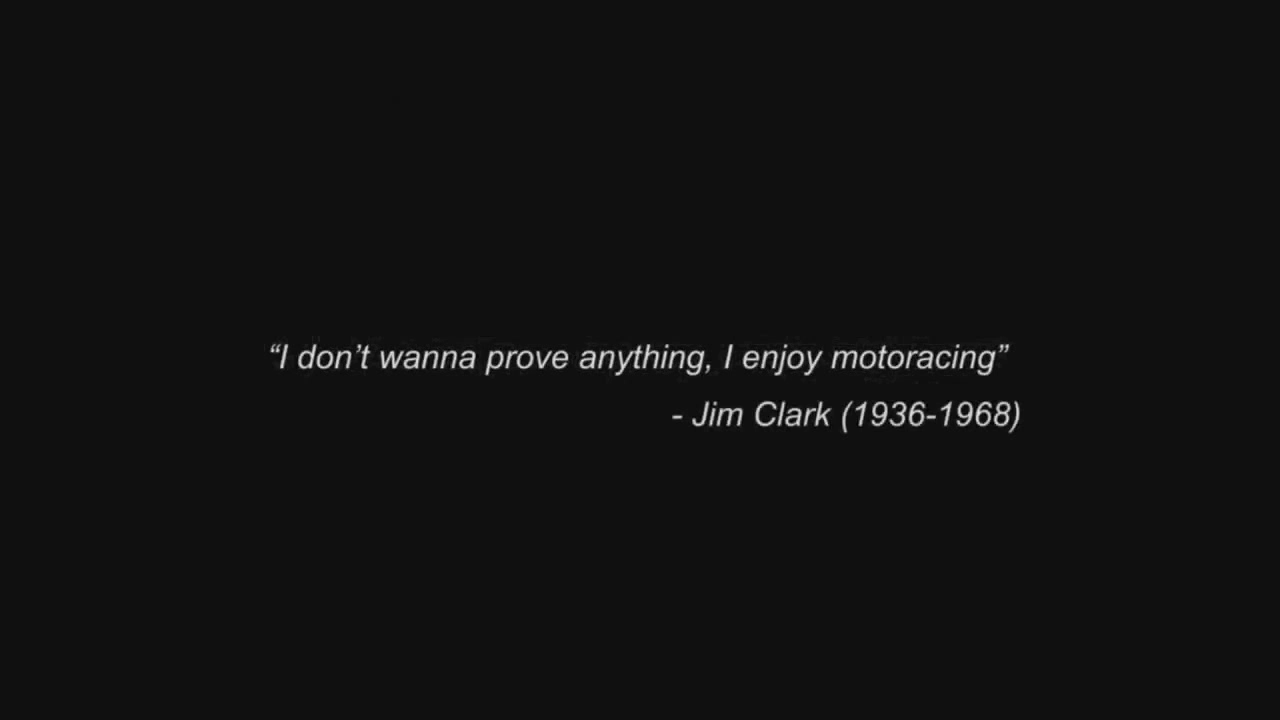 “I don’t wanna prove anything, I enjoy motoracing”
- Jim Clark (1936-1968)